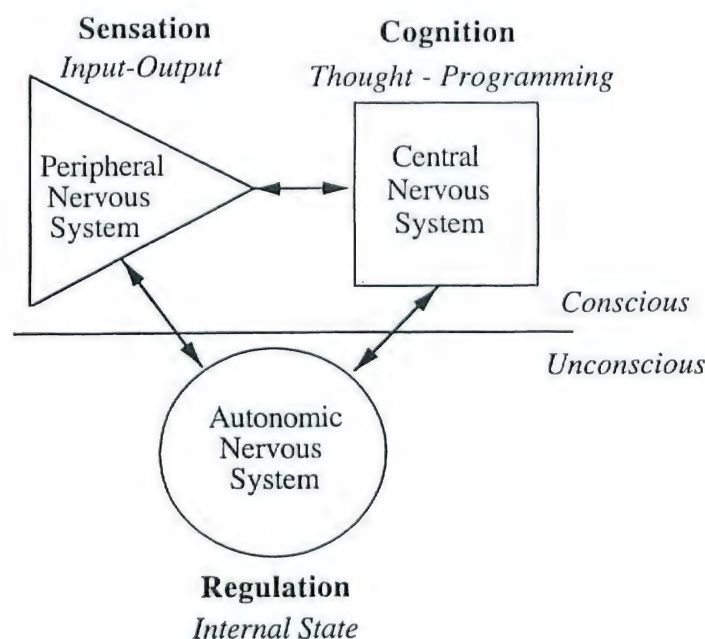 Sensation
Input-Output
Cognition
Thought - Programming
Peripheral
Nervous
System
Central
Nervous
System
Conscious
Unconscious
Autonomic
Nervous
System
Regulation
Internal State